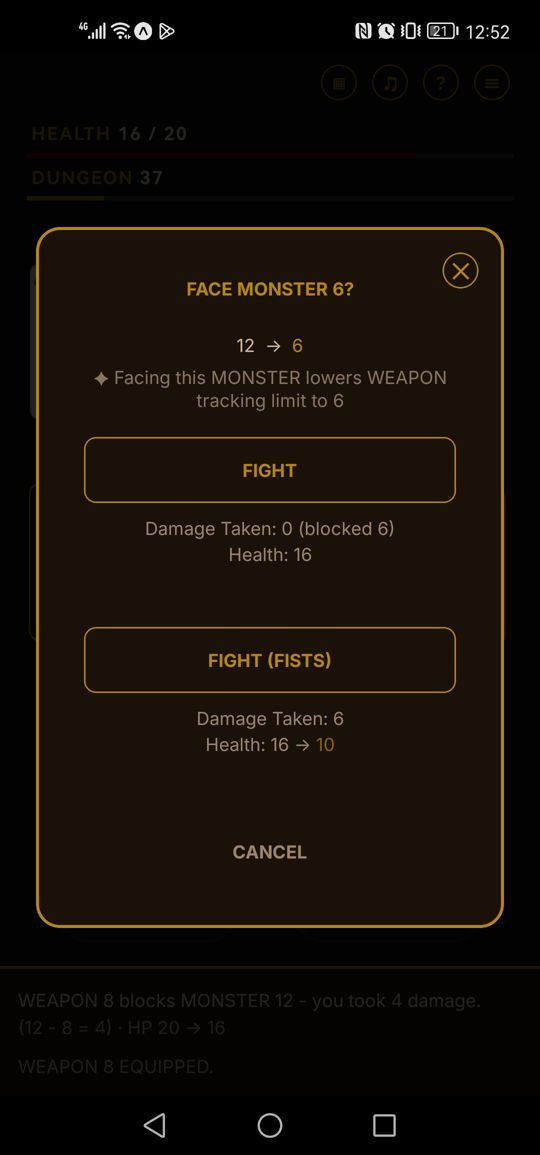 4G 21 12:52
?
HEALTH 16 / 20
DUNGEON 37
FACE MONSTER 6?
12 → 6
✦ Facing this MONSTER lowers WEAPON
tracking limit to 6
FIGHT
Damage Taken: 0 (blocked 6)
Health: 16
FIGHT (FISTS)
Damage Taken: 6
Health: 16 → 10
CANCEL
WEAPON 8 blocks MONSTER 12 - you took 4 damage.
(12 - 8 = 4) · HP 20 → 16
WEAPON 8 EQUIPPED.